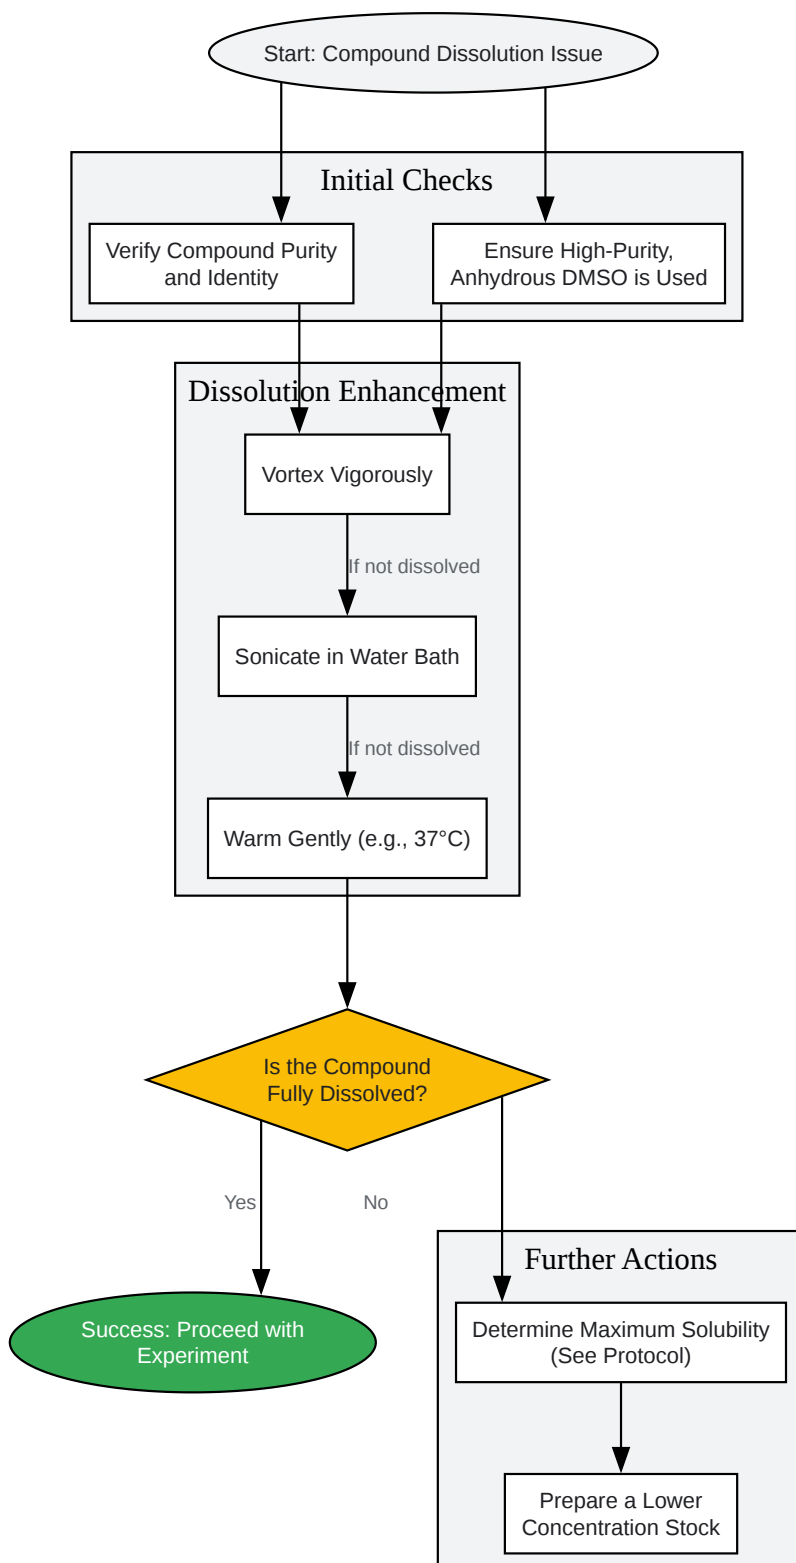 Start: Compound Dissolution Issue
Initial Checks
Verify Compound Purity
and Identity
Ensure High-Purity,
Anhydrous DMSO is Used
Dissolution Enhancement
Vortex Vigorously
If not dissolved
Sonicate in Water Bath
If not dissolved
Warm Gently (e.g., 37°C)
Is the Compound
Fully Dissolved?
Yes
No
Success: Proceed with
Experiment
Further Actions
Determine Maximum Solubility
(See Protocol)
Prepare a Lower
Concentration Stock